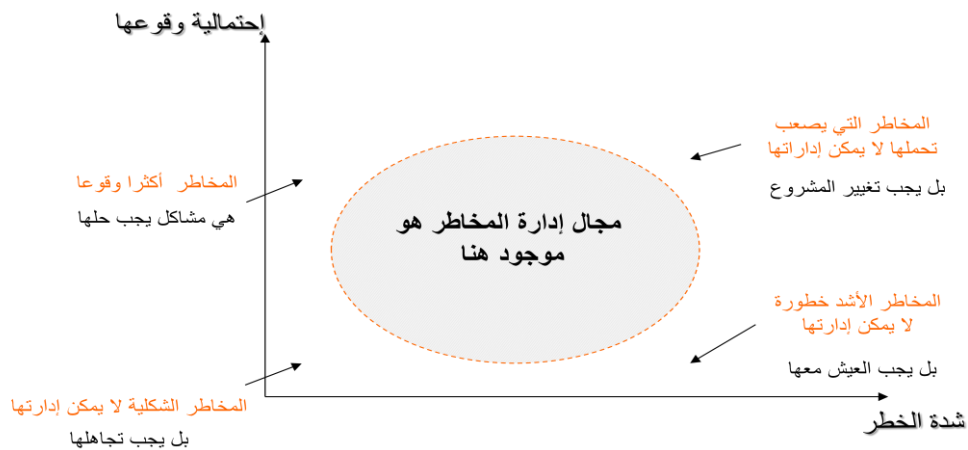 إحتمالية وقوعها
المخاطر التي يصعب
تحملها لا يمكن إداراتها
بل يجب تغيير المشروع
المخاطر أكثرا وقوعا
هي مشاكل يجب حلها
مجال إدارة المخاطر هو
موجود هنا
المخاطر الأشد خطورة
لا يمكن إدارتها
بل يجب العيش معها
المخاطر الشكلية لا يمكن إدارتها
بل يجب تجاهلها
شدة الخطر